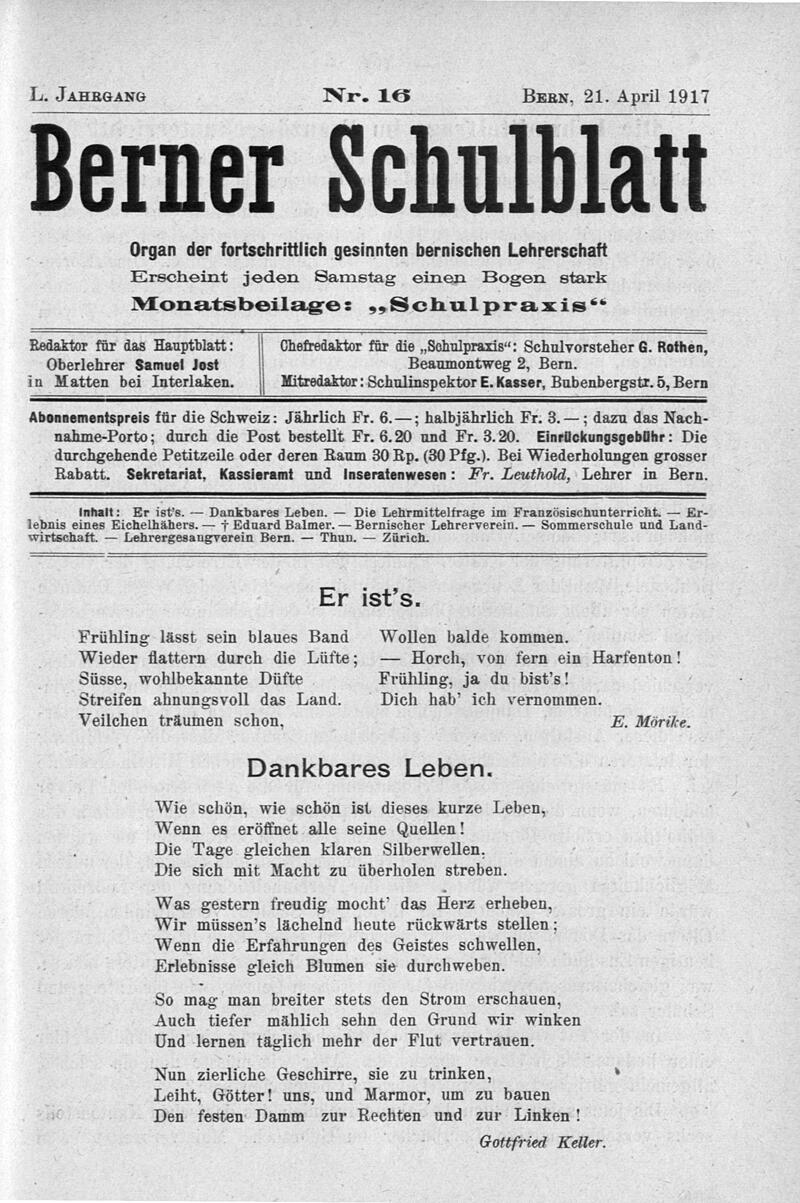 L. JAHRGANG Nr. 16 BERN, 21. April 1917
Berner Schulblatt
Organ der fortschrittlich gesinnten bernischen Lehrerschaft
Erscheint jeden Samstag einen Bogen stark
Monatsbeilage: „Schulpraxis“
Redaktor für das Hauptblatt:
Oberlehrer Samuel Jost
in Matten bei Interlaken.
Chefredaktor für die „Schulpraxis“: Schulvorsteher G. Rothen,
Beaumontweg 2, Bern.
Mitredaktor: Schulinspektor E. Kasser, Bubenbergstr. 5, Bern
Abonnementspreis für die Schweiz: Jährlich Fr. 6.—; halbjährlich Fr. 3.—; dazu das Nach-
nahme-Porto; durch die Post bestellt Fr. 6.20 und Fr. 3.20. Einrückungsgebühr: Die
durchgehende Petitzeile oder deren Raum 30 Rp. (30 Pfg.). Bei Wiederholungen grosser
Rabatt. Sekretariat, Kassieramt und Inseratenwesen: Fr. Leuthold, Lehrer in Bern.
Inhalt: Er ist's. — Dankbares Leben. — Die Lehrmittelfrage im Französischunterricht. — Er-
lebnis eines Eichelhähers. — † Eduard Balmer. — Bernischer Lehrerverein. — Sommerschule und Land-
wirtschaft. — Lehrergesangverein Bern. — Thun. — Zürich.
Er ist's.
Frühling lässt sein blaues Band
Wieder flattern durch die Lüfte;
Süsse, wohlbekannte Düfte
Streifen ahnungsvoll das Land.
Veilchen träumen schon,
Wollen balde kommen.
— Horch, von fern ein Harfenton!
Frühling, ja du bist's!
Dich hab' ich vernommen.
E. Mörike.
Dankbares Leben.
Wie schön, wie schön ist dieses kurze Leben,
Wenn es eröffnet alle seine Quellen!
Die Tage gleichen klaren Silberwellen,
Die sich mit Macht zu überholen streben.
Was gestern freudig mocht' das Herz erheben,
Wir müssen's lächelnd heute rückwärts stellen;
Wenn die Erfahrungen des Geistes schwellen,
Erlebnisse gleich Blumen sie durchweben.
So mag man breiter stets den Strom erschauen,
Auch tiefer mählich sehn den Grund wir winken
Und lernen täglich mehr der Flut vertrauen.
Nun zierliche Geschirre, sie zu trinken,
Leiht, Götter! uns, und Marmor, um zu bauen
Den festen Damm zur Rechten und zur Linken!
Gottfried Keller.